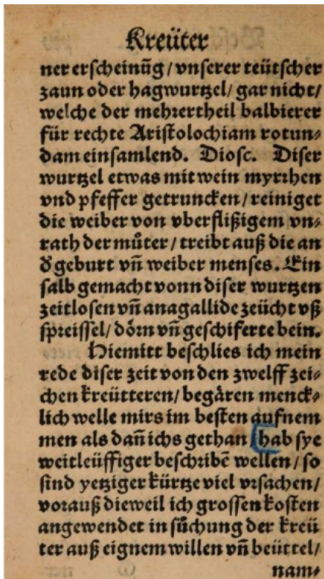 Kreüter
ner erscheinũg / vnserer teütscher
zaun oder hagwurtzel / gar nicht /
welche der mehrertheil balbierer
für rechte Aristolochiam rotun⸗
dam einsamlend. Diosc. Diser
wurtzel etwas mit wein myrrhen
vnd pfeffer getruncken / reiniget
die weiber von vberflißigem vn⸗
rath der můter / treibt auß die an
d̕ geburt vñ weiber menses. Ein
salb gemacht vonn diser wurtzen
zeitlosen vñ anagallide zeücht vß
spreissel / dörn vñ geschiferte bein.
Hiemitt beschlies ich mein
rede diser zeit von den zwelff zei⸗
chen kreütteren / begären menck⸗
lich welle mirs im besten aufnem
men als dañ ichs gethan hab sye
weitleüffiger beschribẽ wellen / so
sind yetziger kürtze viel vrsachen /
vorauß dieweil ich grossen kosten
angewendet in sůchung der kreü
ter auß eignem willen vñ beüttel /
nam⸗